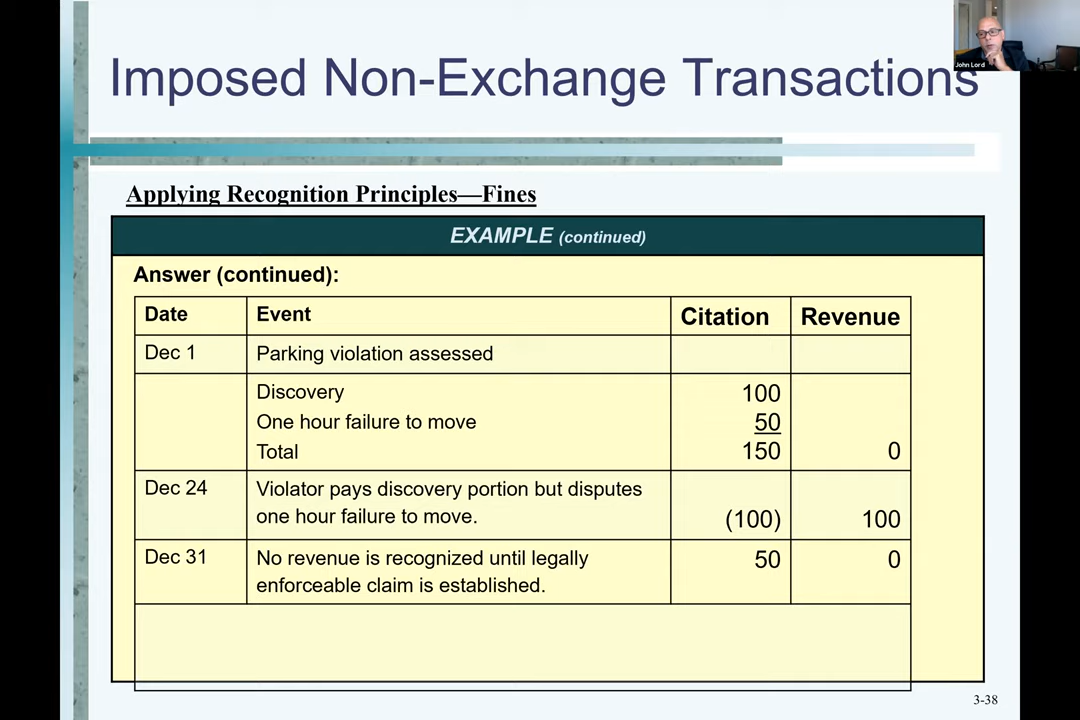 Imposed Non-Exchange Transactions
John Lord
Applying Recognition Principles—Fines
EXAMPLE (continued)
Answer (continued):
Date Event Citation Revenue
Dec 1 Parking violation assessed
Discovery 100
One hour failure to move 50
Total 150 0
Dec 24 Violator pays discovery portion but disputes
one hour failure to move. (100) 100
Dec 31 No revenue is recognized until legally 50 0
enforceable claim is established.
3-38